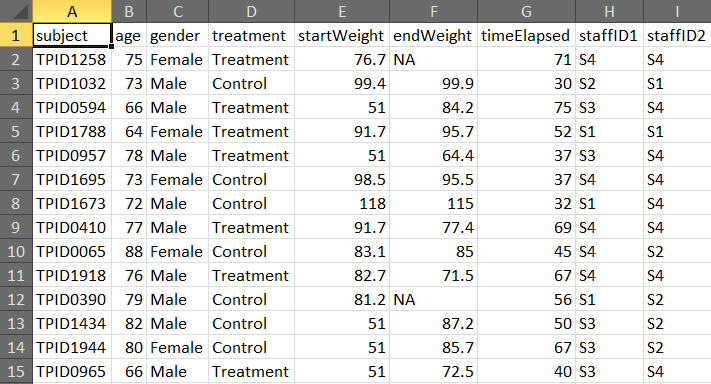 A B C D E F G H I
1 subject age gender treatment startWeight endWeight timeElapsed staffID1 staffID2
2 TPID1258 75 Female Treatment 76.7 NA 71 S4 S4
3 TPID1032 73 Male Control 99.4 99.9 30 S2 S1
4 TPID0594 66 Male Treatment 51 84.2 75 S3 S4
5 TPID1788 64 Female Treatment 91.7 95.7 52 S1 S1
6 TPID0957 78 Male Treatment 51 64.4 37 S3 S4
7 TPID1695 73 Female Control 98.5 95.5 37 S4 S4
8 TPID1673 72 Male Control 118 115 32 S1 S4
9 TPID0410 77 Male Treatment 91.7 77.4 69 S4 S4
10 TPID0065 88 Female Control 83.1 85 45 S4 S2
11 TPID1918 76 Male Treatment 82.7 71.5 67 S4 S4
12 TPID0390 79 Male Control 81.2 NA 56 S1 S2
13 TPID1434 82 Male Control 51 87.2 50 S3 S2
14 TPID1944 80 Female Control 51 85.7 67 S3 S2
15 TPID0965 66 Male Treatment 51 72.5 40 S3 S4